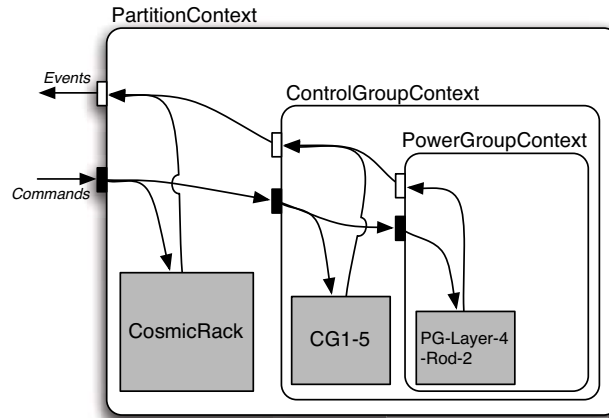 PartitionContext
Events
ControlGroupContext
PowerGroupContext
Commands
CosmicRack
CG1-5
PG-Layer-4
-Rod-2